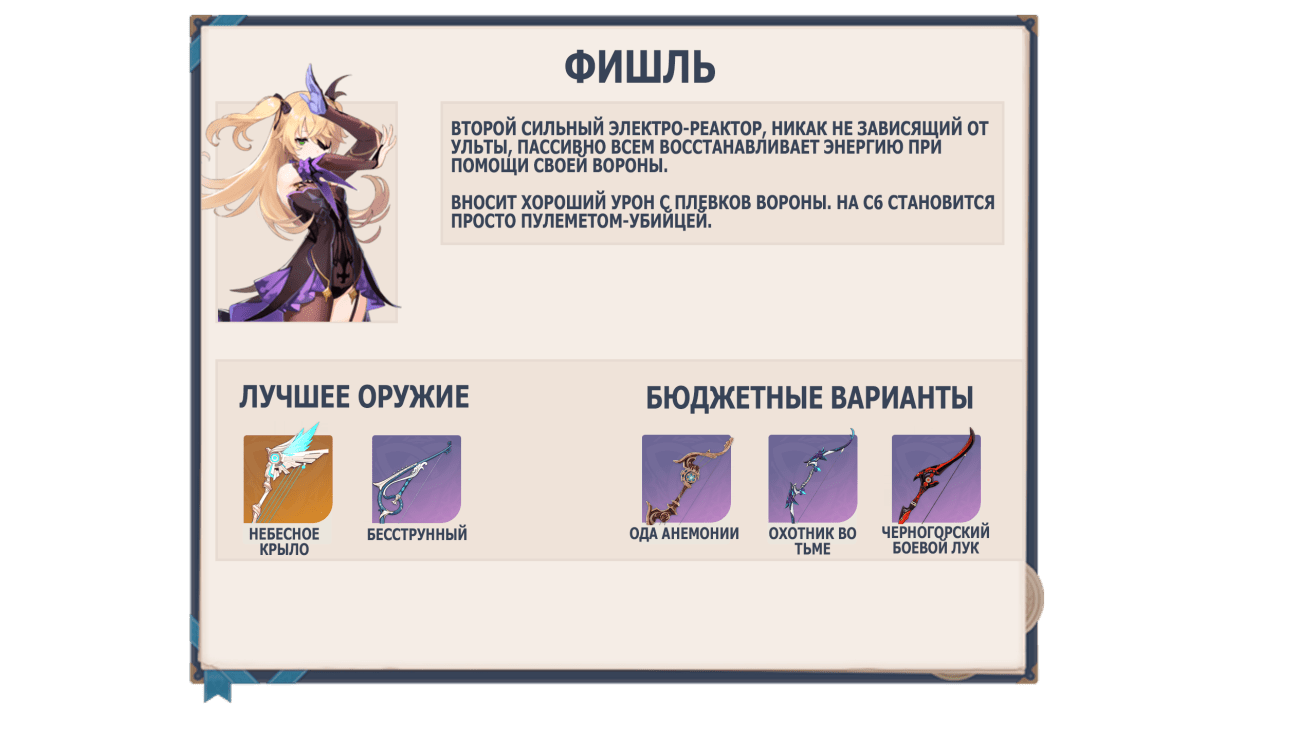 ФИШЛЬ
ВТОРОЙ СИЛЬНЫЙ ЭЛЕКТРО-РЕАКТОР, НИКАК НЕ ЗАВИСЯЩИЙ ОТ
УЛЬТЫ, ПАССИВНО ВСЕМ ВОССТАНАВЛИВАЕТ ЭНЕРГИЮ ПРИ
ПОМОЩИ СВОЕЙ ВОРОНЫ.
ВНОСИТ ХОРОШИЙ УРОН С ПЛЕВКОВ ВОРОНЫ. НА С6 СТАНОВИТСЯ
ПРОСТО ПУЛЕМЕТОМ-УБИЙЦЕЙ.
ЛУЧШЕЕ ОРУЖИЕ
НЕБЕСНОЕ
КРЫЛО
БЕССТРУННЫЙ
БЮДЖЕТНЫЕ ВАРИАНТЫ
ОДА АНЕМОНИИ
ОХОТНИК ВО
ТЬМЕ
ЧЕРНОГОРСКИЙ
БОЕВОЙ ЛУК